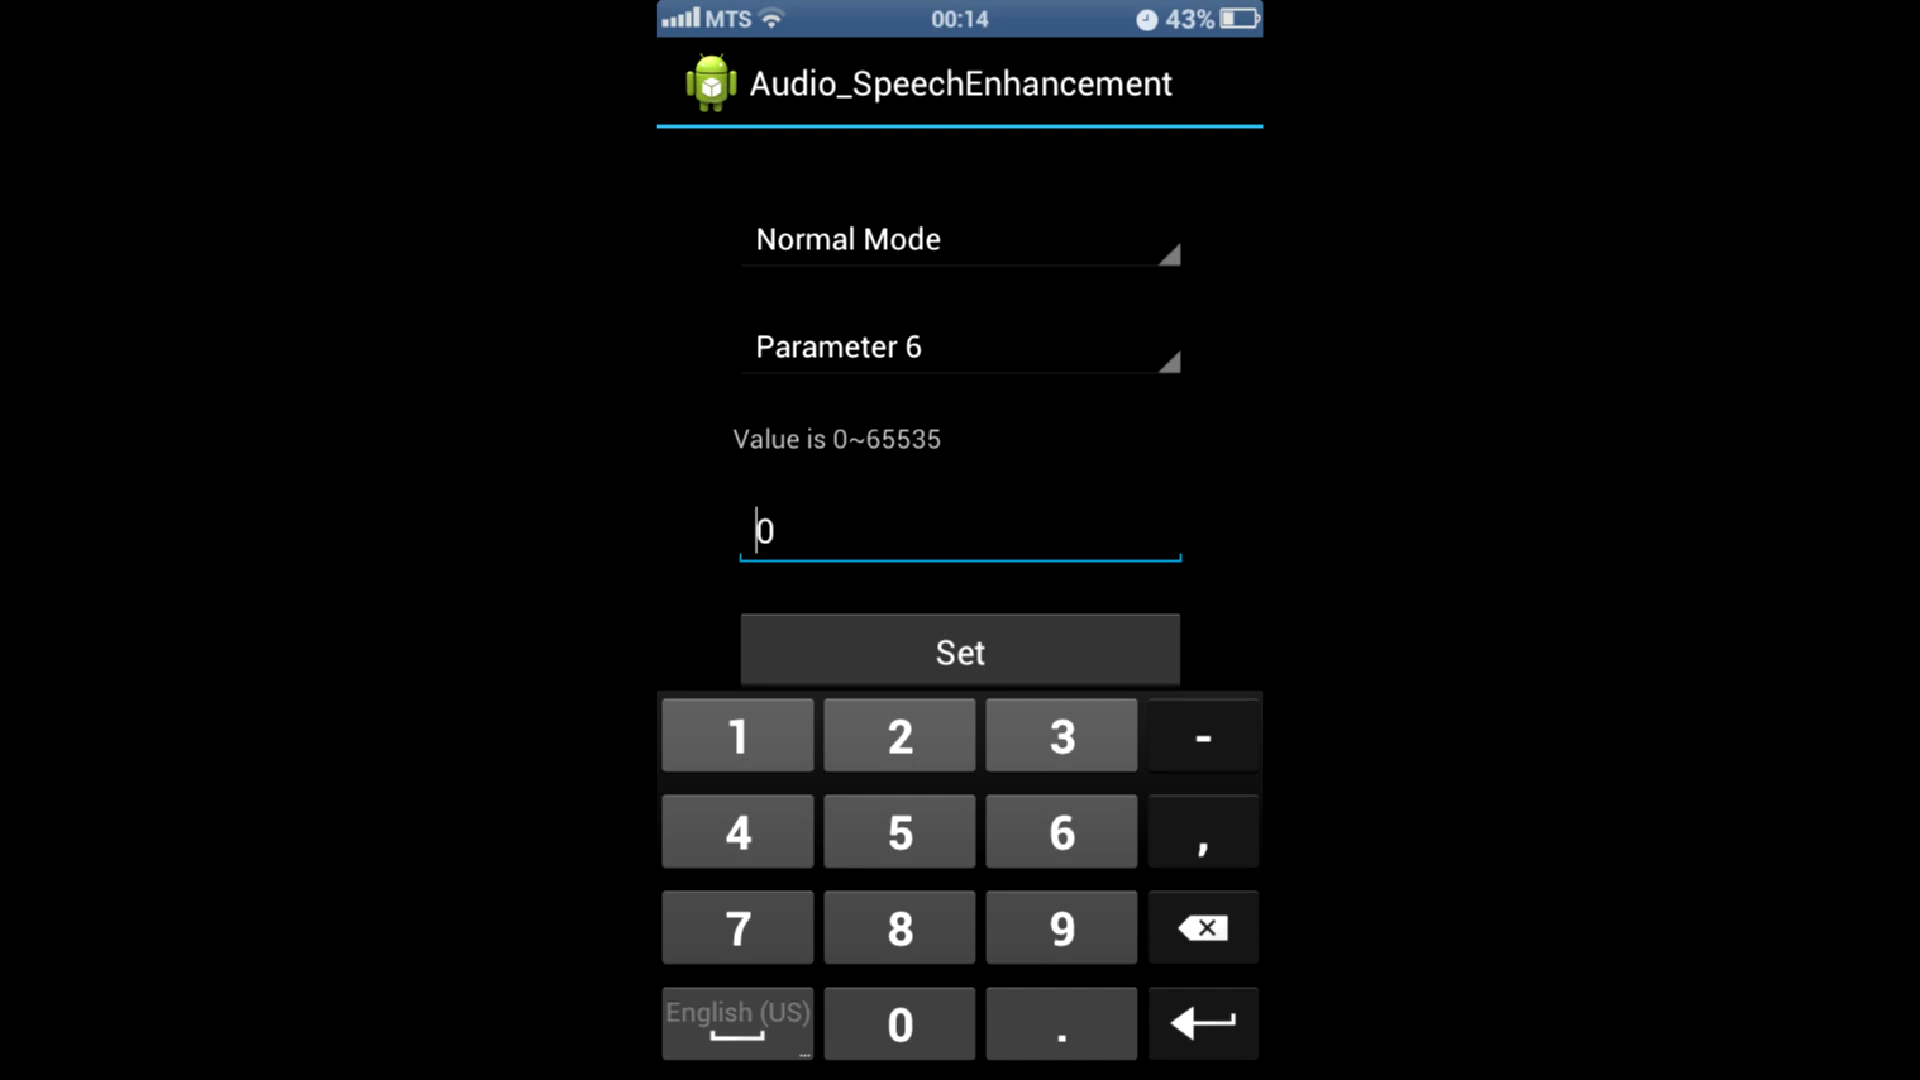 MTS 00:14 43%
Audio_SpeechEnhancement
Normal Mode
Parameter 6
Value is 0~65535
0
Set
1 2 3 -
4 5 6 ,
7 8 9
English (US) 0 .